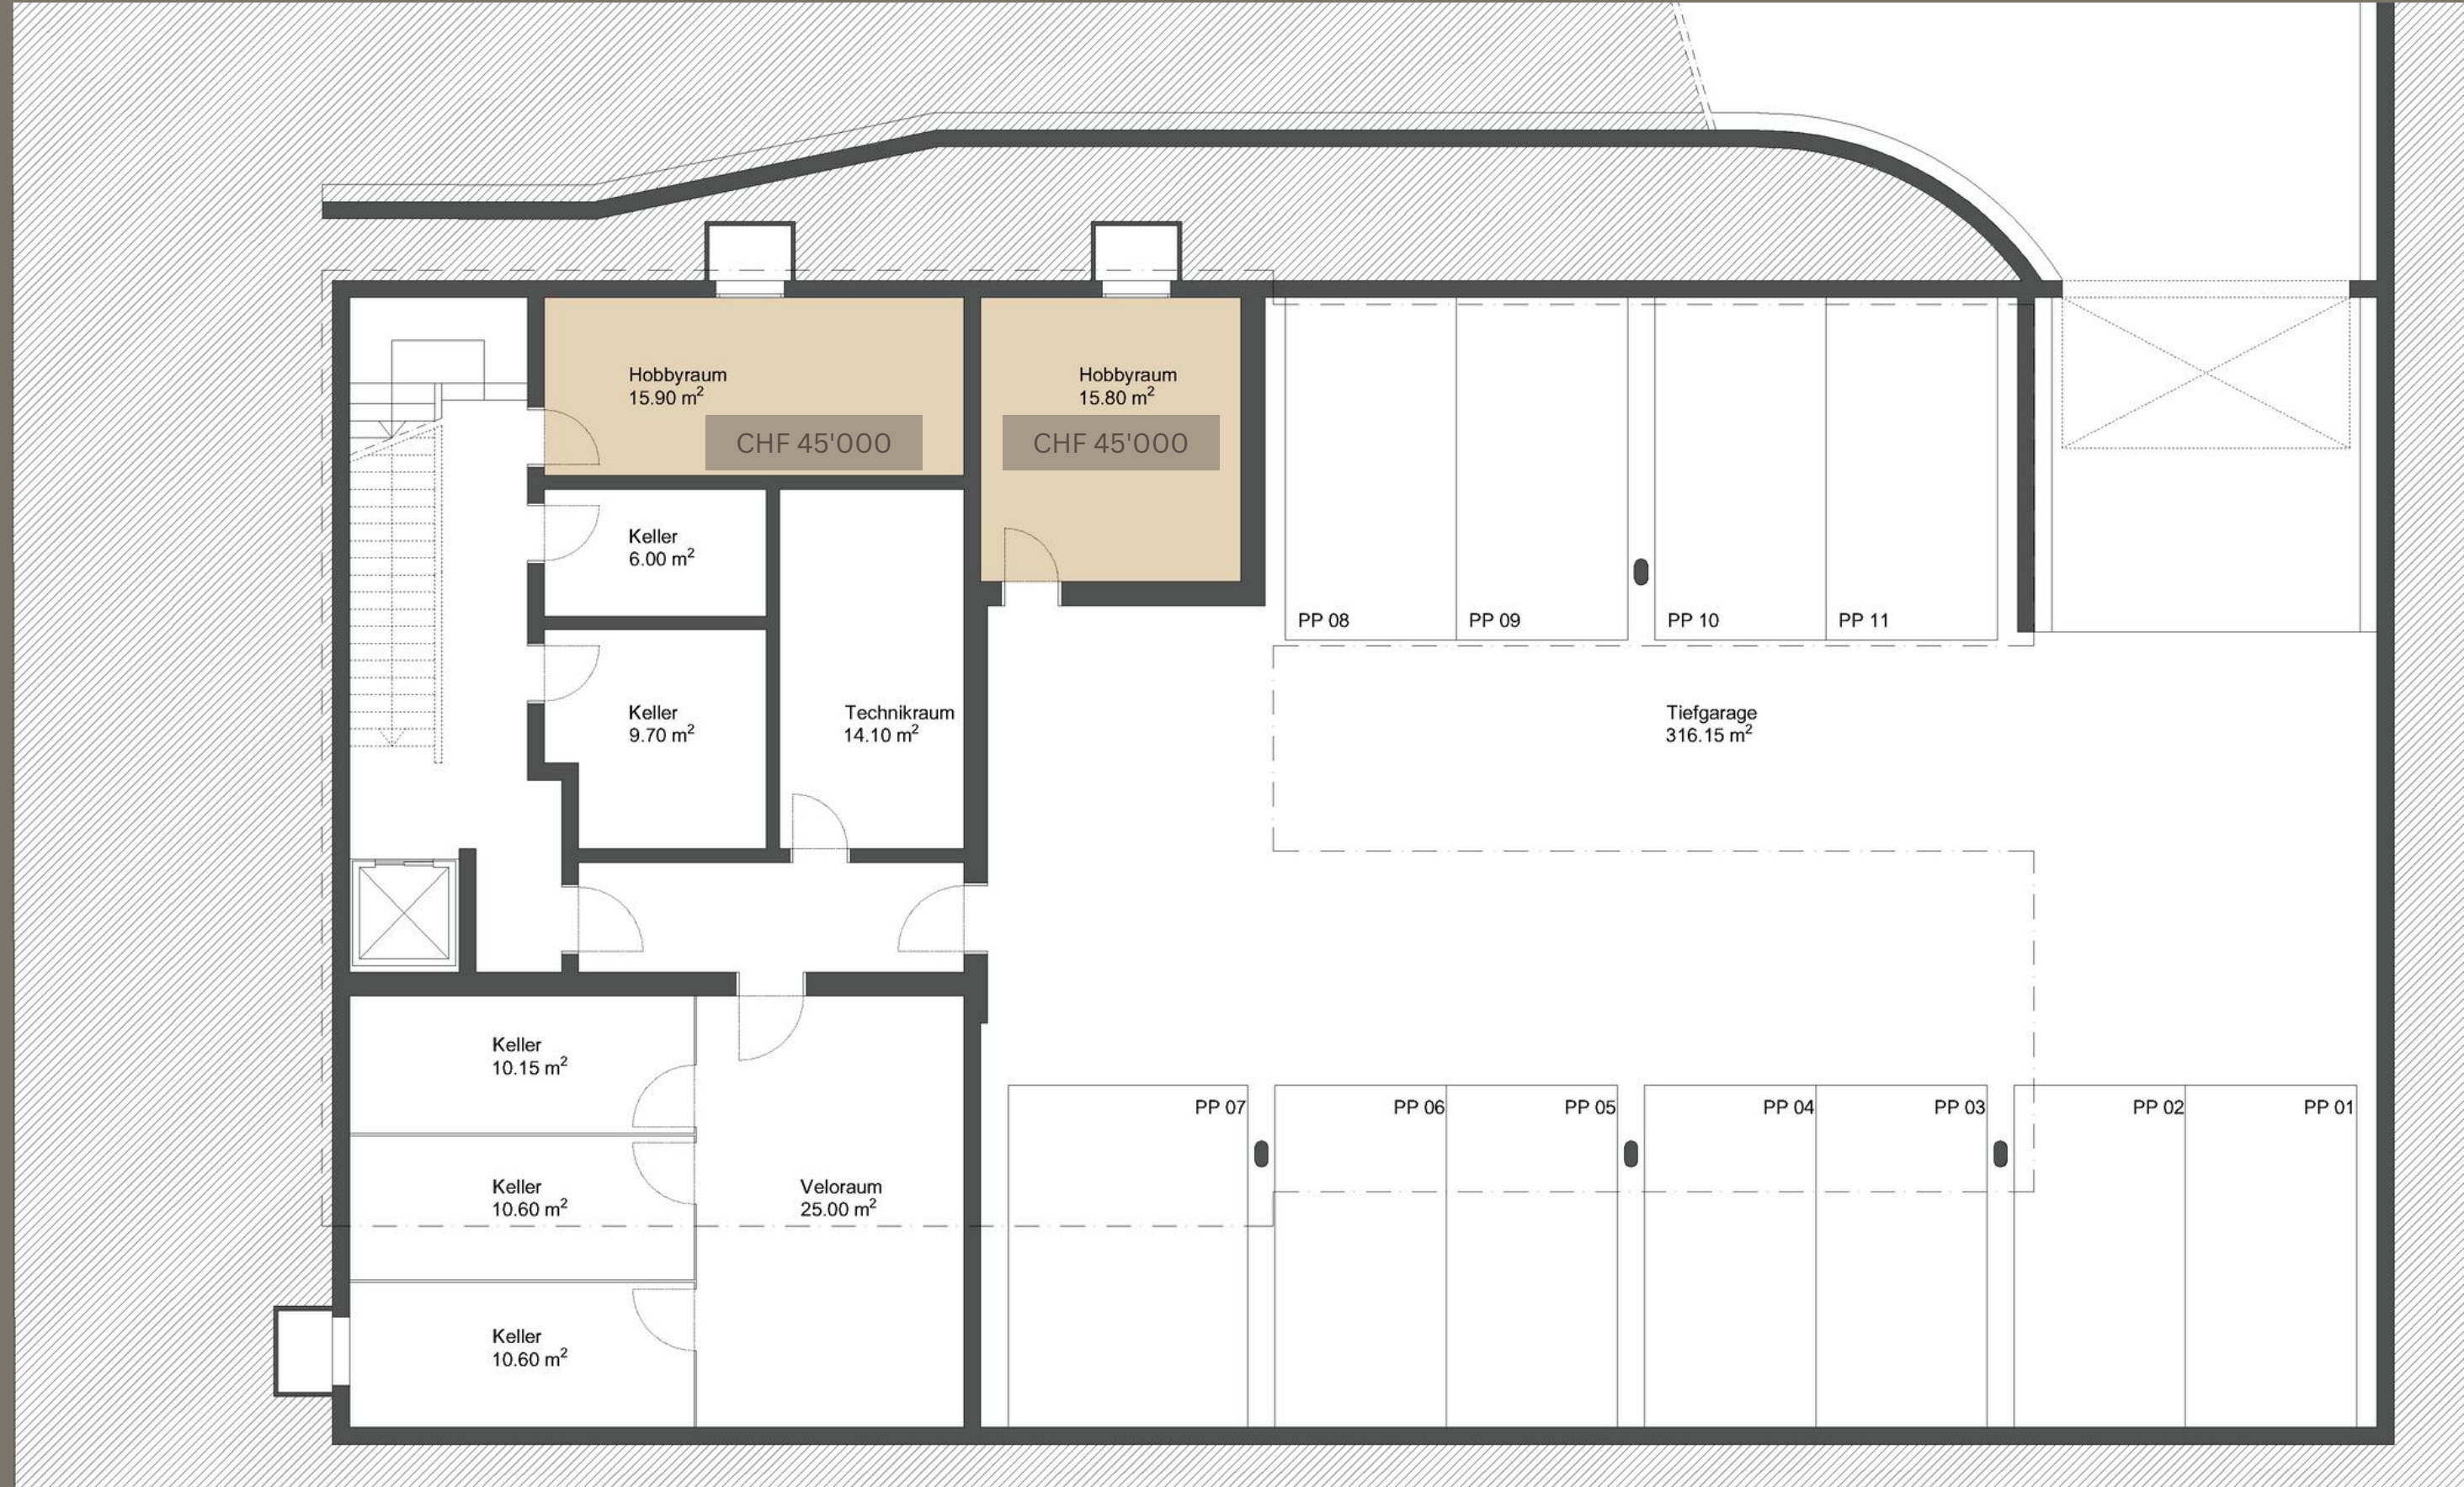 Hobbyraum
15.90 m²
CHF 45'000
Hobbyraum
15.80 m²
CHF 45'000
Keller
6.00 m²
PP 08
PP 09
PP 10
PP 11
Keller
9.70 m²
Technikraum
14.10 m²
Tiefgarage
316.15 m²
Keller
10.15 m²
PP 07
PP 06
PP 05
PP 04
PP 03
PP 02
PP 01
Keller
10.60 m²
Veloraum
25.00 m²
Keller
10.60 m²